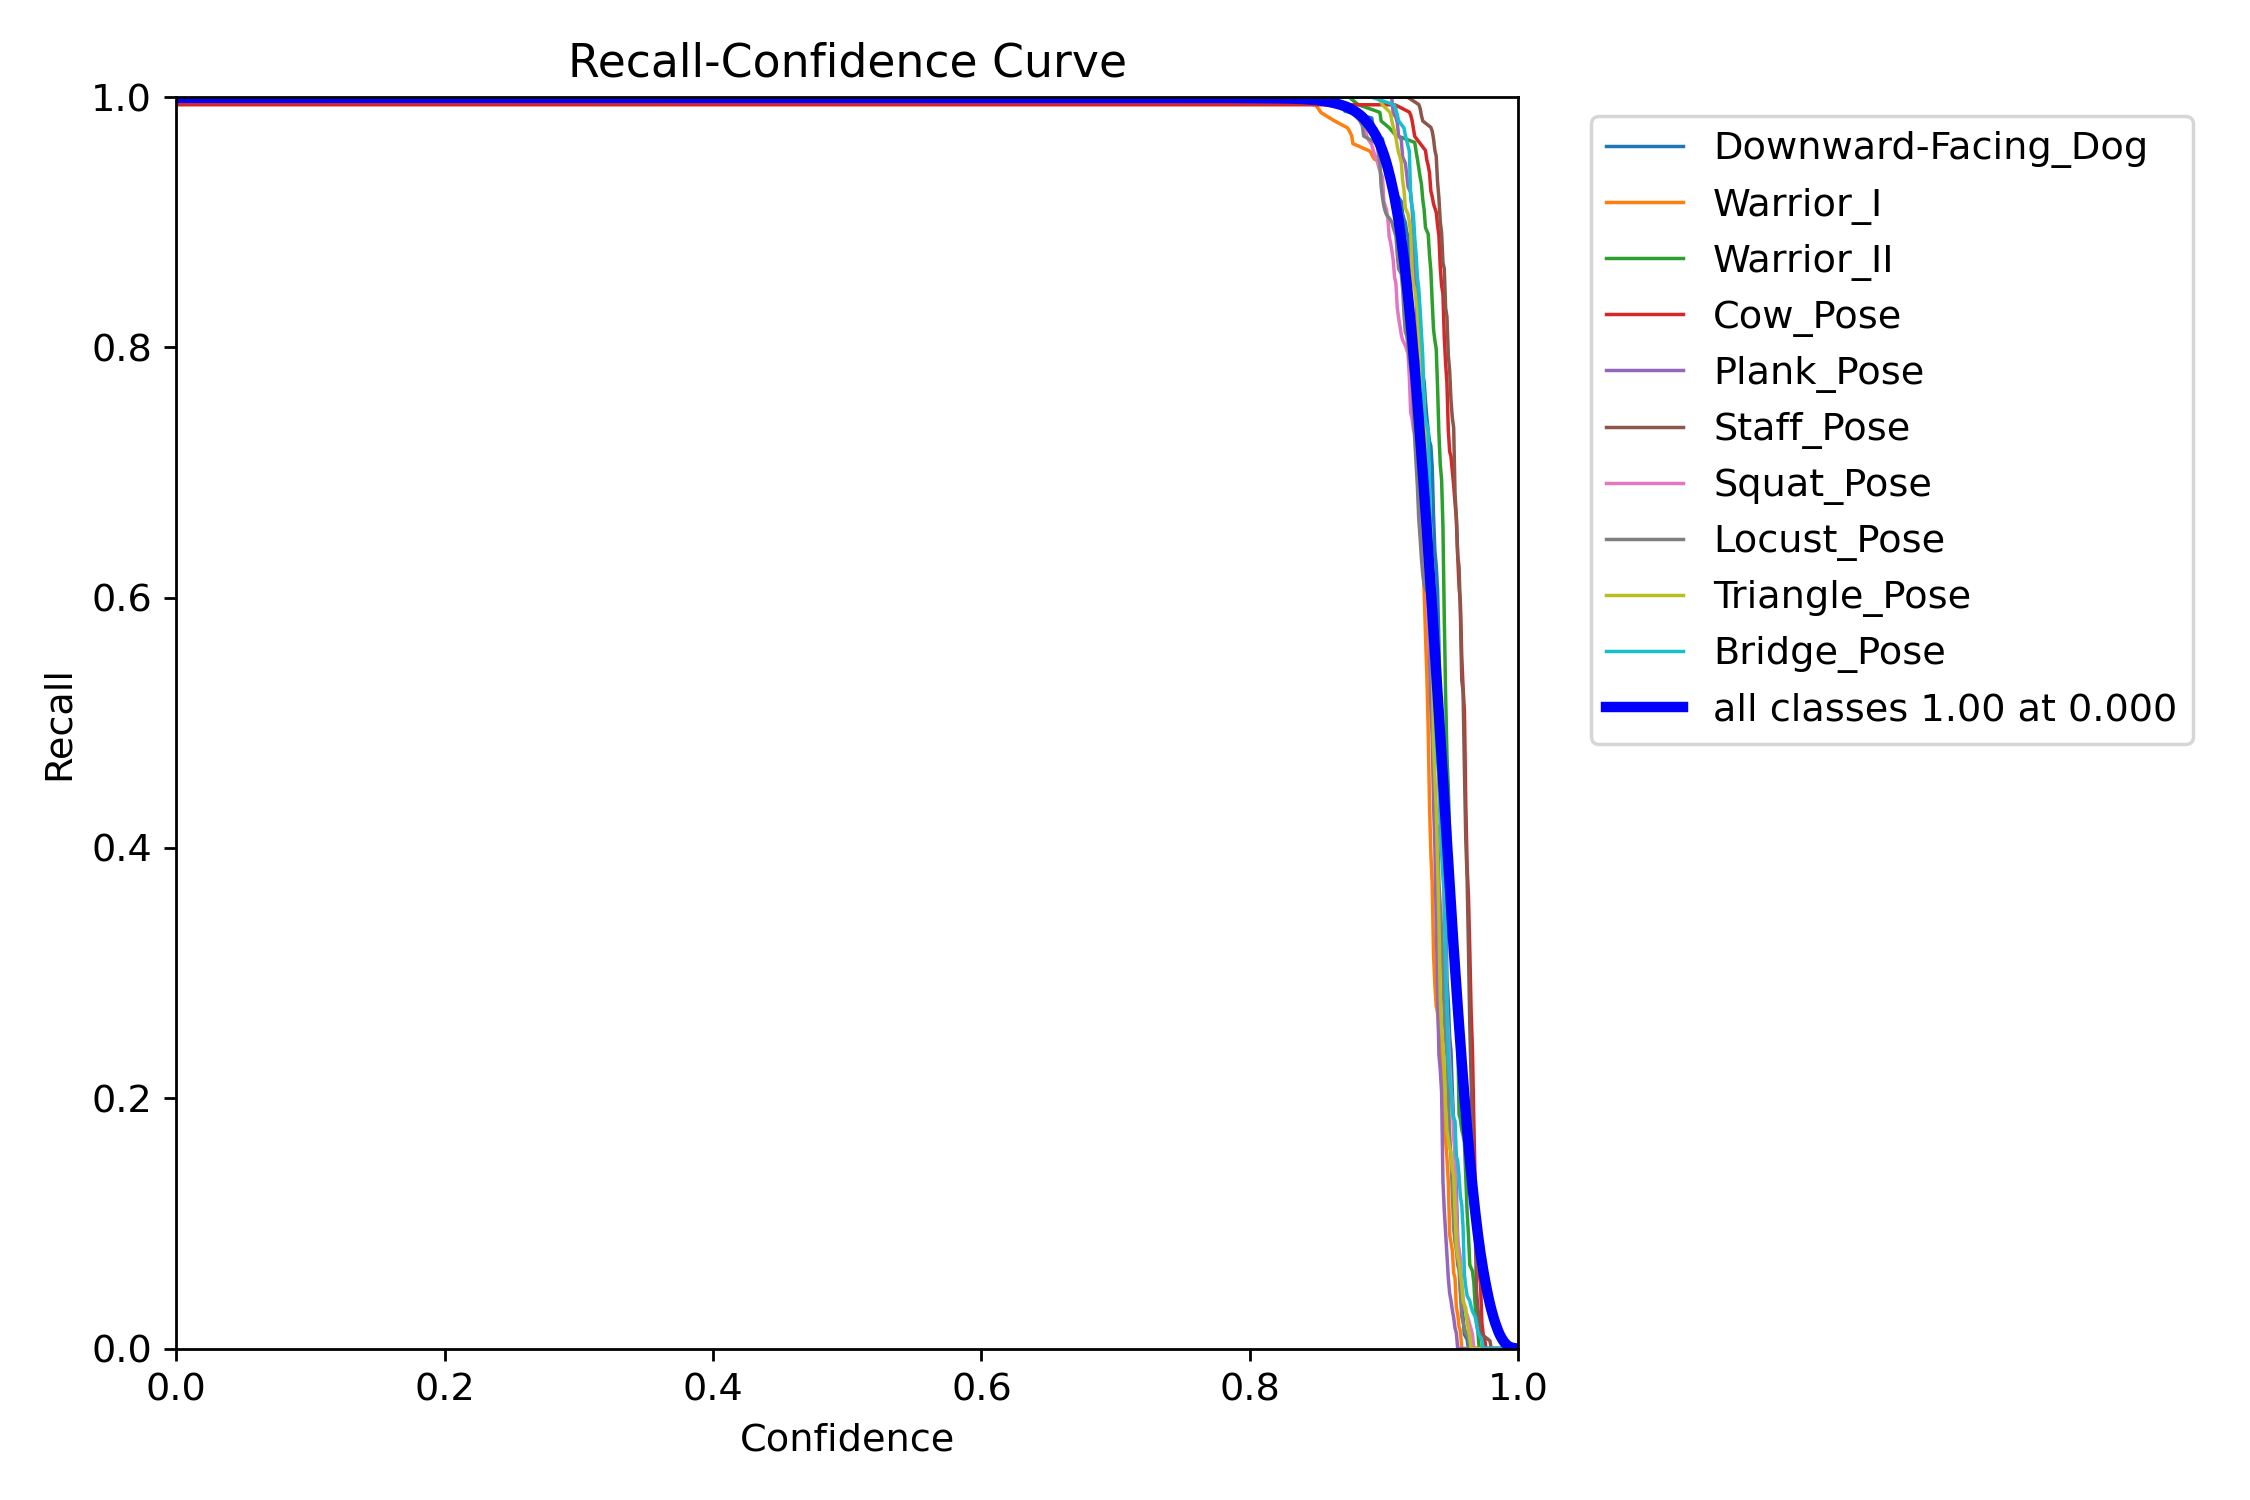 Recall-Confidence Curve
1.0
0.8
0.6
0.4
0.2
0.0
Recall
0.0 0.2 0.4 0.6 0.8 1.0
Confidence
Downward-Facing_Dog
Warrior_I
Warrior_II
Cow_Pose
Plank_Pose
Staff_Pose
Squat_Pose
Locust_Pose
Triangle_Pose
Bridge_Pose
all classes 1.00 at 0.000